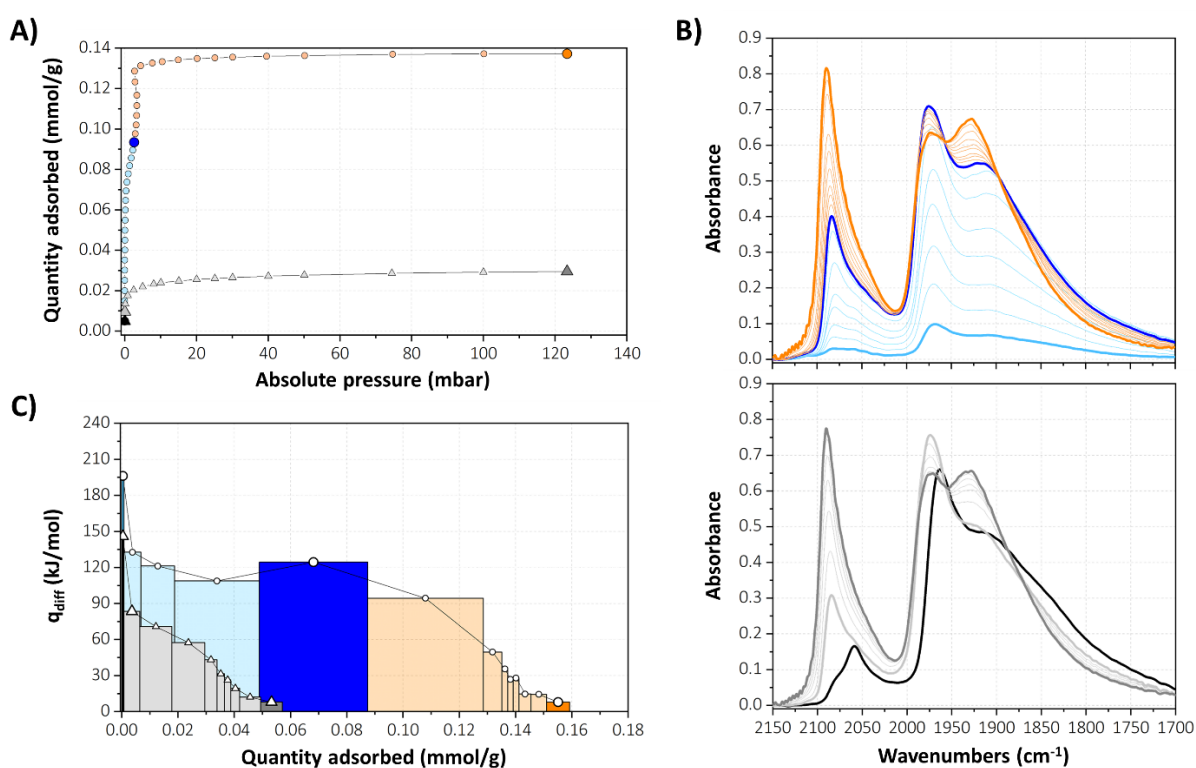 A)
Quantity adsorbed (mmol/g)
0.14
0.12
0.10
0.08
0.06
0.04
0.02
0.00
0 20 40 60 80 100 120 140
Absolute pressure (mbar)
B)
Absorbance
0.9
0.8
0.7
0.6
0.5
0.4
0.3
0.2
0.1
0.0
Absorbance
0.9
0.8
0.7
0.6
0.5
0.4
0.3
0.2
0.1
0.0
2150 2100 2050 2000 1950 1900 1850 1800 1750 1700
Wavenumbers (cm⁻¹)
C)
q_diff (kJ/mol)
240
210
180
150
120
90
60
30
0
0.00 0.02 0.04 0.06 0.08 0.10 0.12 0.14 0.16 0.18
Quantity adsorbed (mmol/g)